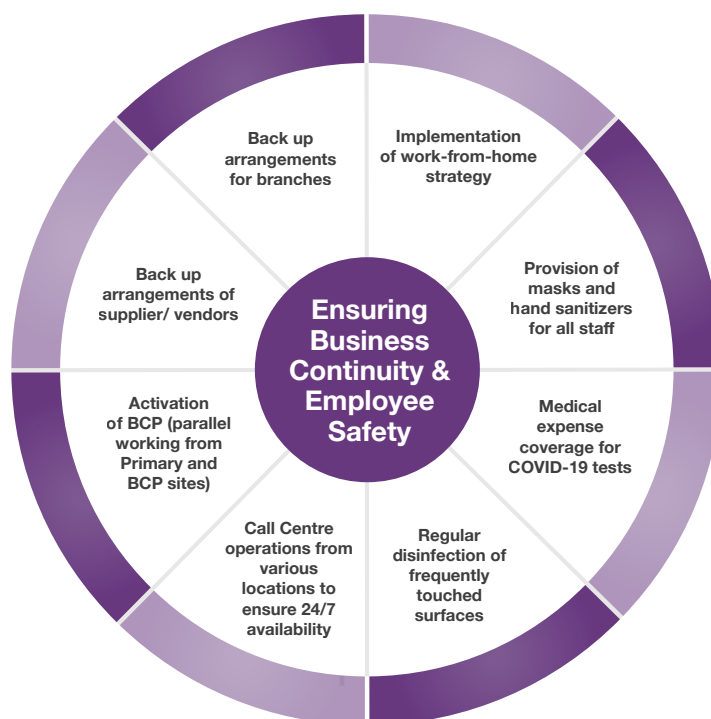 Ensuring
Business
Continuity &
Employee
Safety
Implementation
of work-from-home
strategy
Provision of
masks and
hand sanitizers
for all staff
Medical
expense
coverage for
COVID-19 tests
Regular
disinfection of
frequently
touched
surfaces
Call Centre
operations from
various
locations to
ensure 24/7
availability
Activation
of BCP (parallel
working from
Primary and
BCP sites)
Back up
arrangements of
supplier/ vendors
Back up
arrangements
for branches